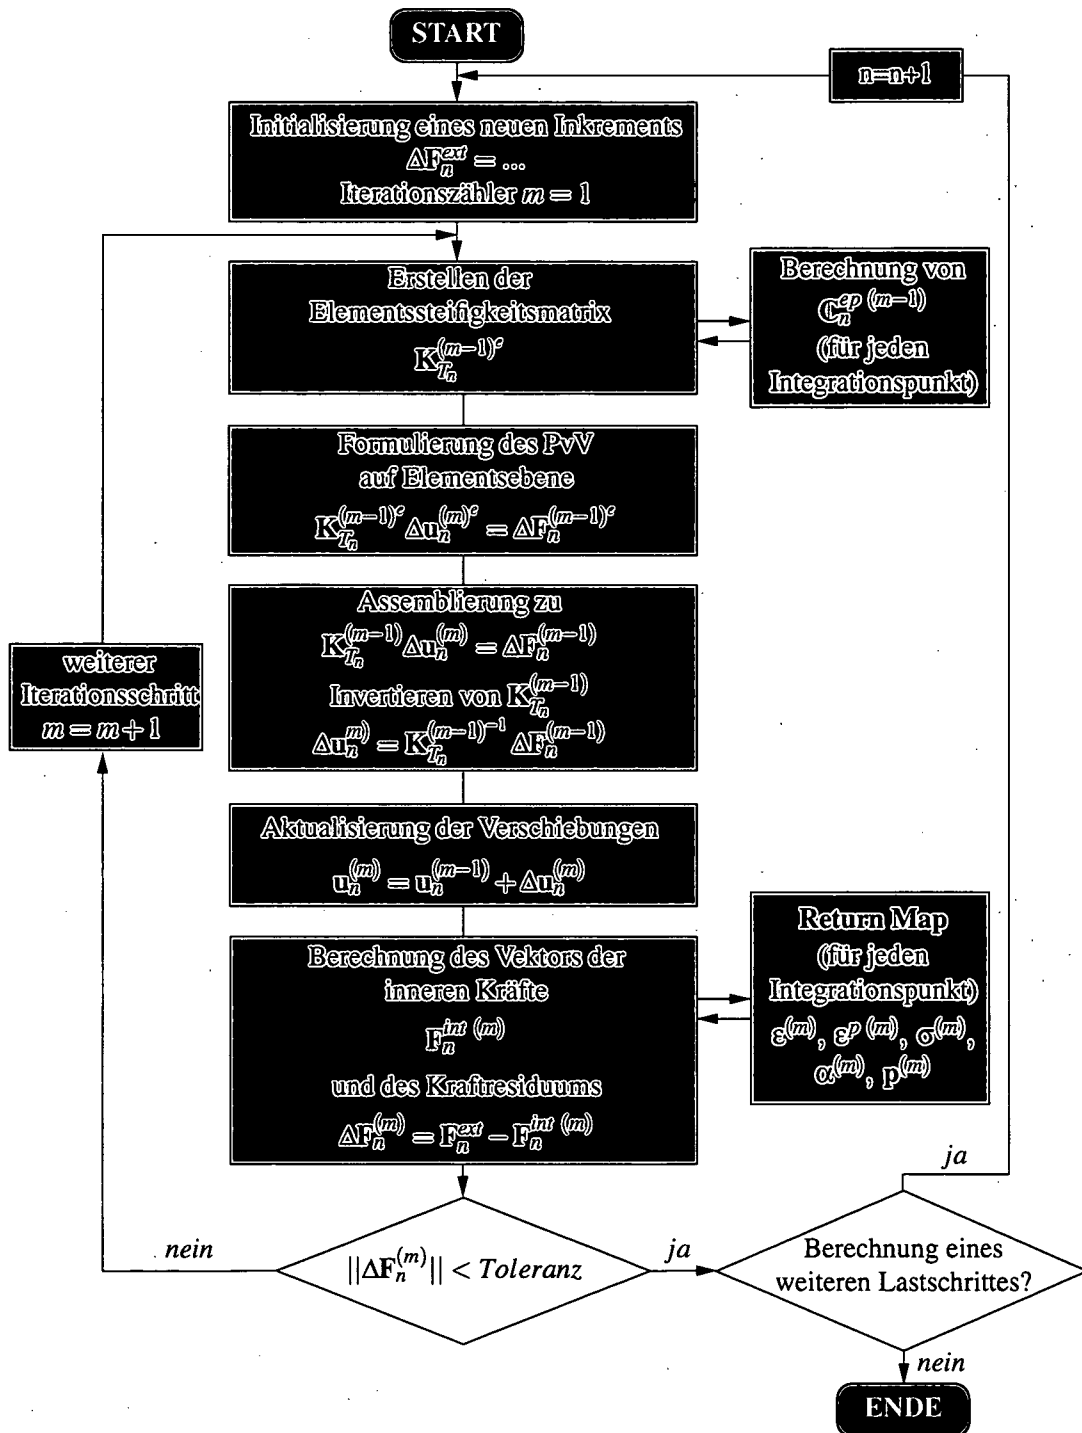 START
n=n+1
Initialisierung eines neuen Inkrements
ΔF_n^{ext} = ...
Iterationszähler m = 1
Erstellen der
Elementssteifigkeitsmatrix
K_{T_n}^{(m−1)^e}
Berechnung von
ℂ_n^{ep (m−1)}
(für jeden
Integrationspunkt)
Formulierung des PvV
auf Elementsebene
K_{T_n}^{(m−1)^e} Δu_n^{(m)^e} = ΔF_n^{(m−1)^e}
Assemblierung zu
K_{T_n}^{(m−1)} Δu_n^{(m)} = ΔF_n^{(m−1)}
Invertieren von K_{T_n}^{(m−1)}
Δu_n^{m)} = K_{T_n}^{(m−1)^{−1}} ΔF_n^{(m−1)}
weiterer
Iterationsschritt
m = m + 1
Aktualisierung der Verschiebungen
u_n^{(m)} = u_n^{(m−1)} + Δu_n^{(m)}
Berechnung des Vektors der
inneren Kräfte
F_n^{int (m)}
und des Kraftresiduums
ΔF_n^{(m)} = F_n^{ext} − F_n^{int (m)}
Return Map
(für jeden
Integrationspunkt)
ε^{(m)}, ε^{p (m)}, σ^{(m)},
α^{(m)}, p^{(m)}
ja
nein
||ΔF_n^{(m)}|| < Toleranz
ja
Berechnung eines
weiteren Lastschrittes?
nein
ENDE